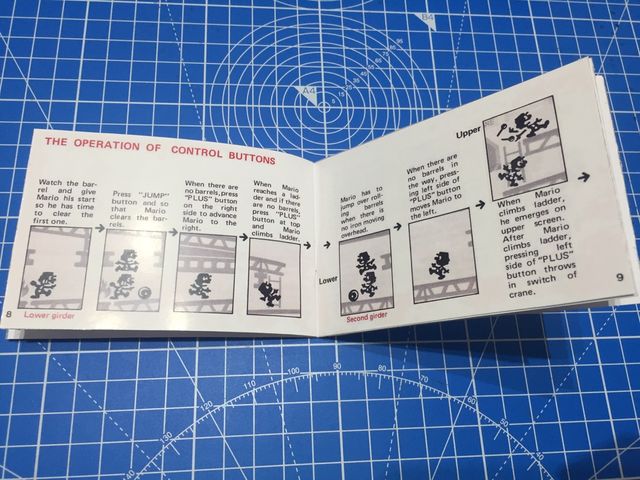 THE OPERATION OF CONTROL BUTTONS
Watch the bar-
rel and give
Mario his start
so he has time
to clear the
first one.
Press "JUMP"
button and so
that Mario
clears the bar-
rels.
When there are
no barrels, press
"PLUS" button
on the right
side to advance
Mario to the
right.
When Mario
reaches a lad-
der and if there
are no barrels,
press "PLUS"
button at top
and Mario
climbs ladder.
8
Lower girder
Lower
Mario has to
jump over roll-
ing barrels
when there is
no iron moving
overhead.
Second girder
When there are
no barrels in
the way, press-
ing left side of
"PLUS" button
moves Mario to
the left.
Upper
When Mario
climbs ladder,
he emerges on
upper screen.
After Mario
climbs ladder,
pressing left
side of "PLUS"
button throws
in switch of
crane.
9
A4
B4